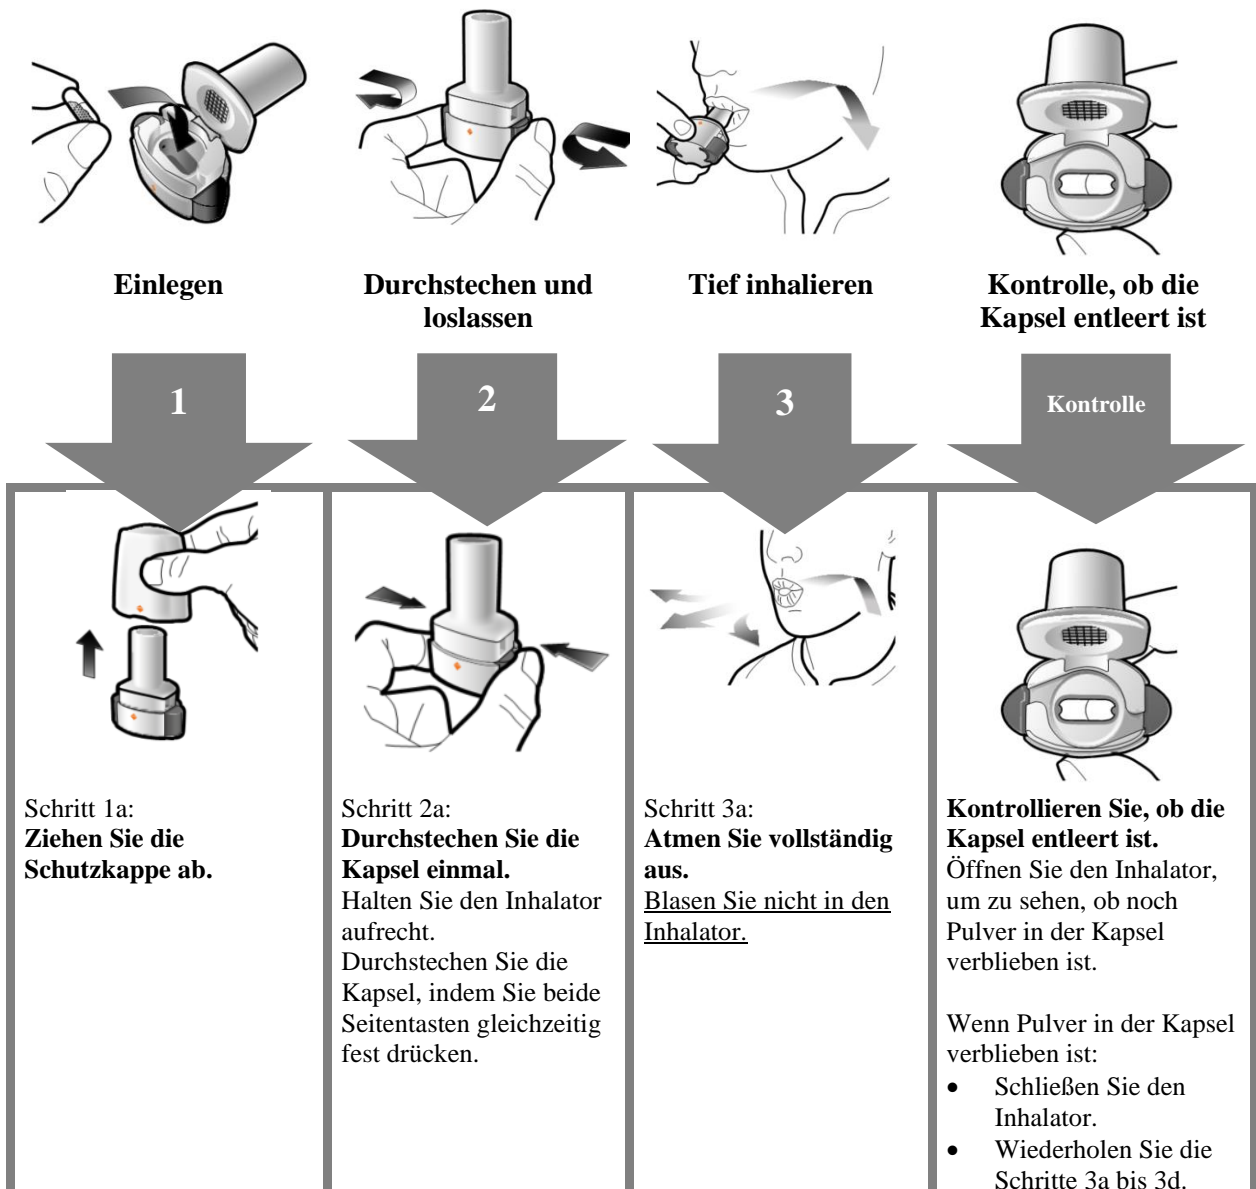 Einlegen
Durchstechen und
loslassen
Tief inhalieren
Kontrolle, ob die
Kapsel entleert ist
1
2
3
Kontrolle
Schritt 1a:
Ziehen Sie die
Schutzkappe ab.
Schritt 2a:
Durchstechen Sie die
Kapsel einmal.
Halten Sie den Inhalator
aufrecht.
Durchstechen Sie die
Kapsel, indem Sie beide
Seitentasten gleichzeitig
fest drücken.
Schritt 3a:
Atmen Sie vollständig
aus.
Blasen Sie nicht in den
Inhalator.
Kontrollieren Sie, ob die
Kapsel entleert ist.
Öffnen Sie den Inhalator,
um zu sehen, ob noch
Pulver in der Kapsel
verblieben ist.
Wenn Pulver in der Kapsel
verblieben ist:
• Schließen Sie den
Inhalator.
• Wiederholen Sie die
Schritte 3a bis 3d.